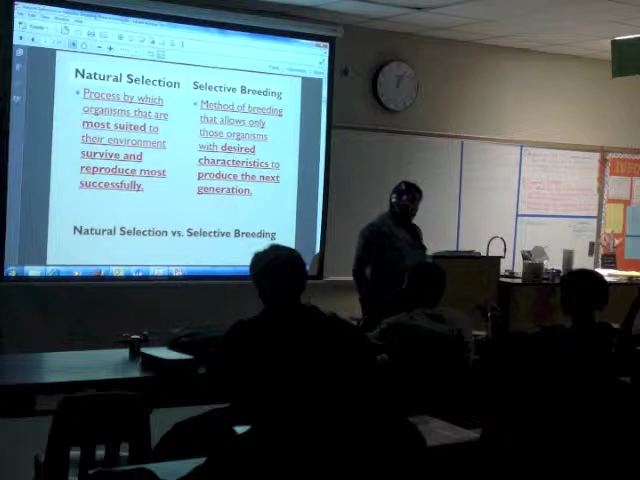 Natural Selection
• Process by which
organisms that are
most suited to
their environment
survive and
reproduce most
successfully.
Selective Breeding
• Method of breeding
that allows only
those organisms
with desired
characteristics to
produce the next
generation.
Natural Selection vs. Selective Breeding